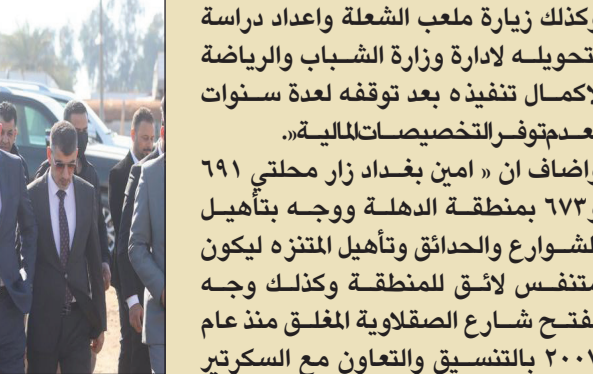 وكذلك زيارة ملعب الشعلة واعداد دراسة
لتحويله لادارة وزارة الشباب والرياضة
لاكمال تنفيذه بعد توقفه لعدة سنوات
لعدم توفر التخصيصات المالية«.
واضاف ان « امين بغداد زار محلتي ٦٩١
و٦٧٣ بمنطقة الدهلة ووجه بتأهيل
الشوارع والحدائق وتأهيل المتنزه ليكون
متنفس لائق للمنطقة وكذلك وجه
بفتح شارع الصقلاوية المغلق منذ عام
٢٠٠٧ بالتنسيق والتعاون مع السكرتير